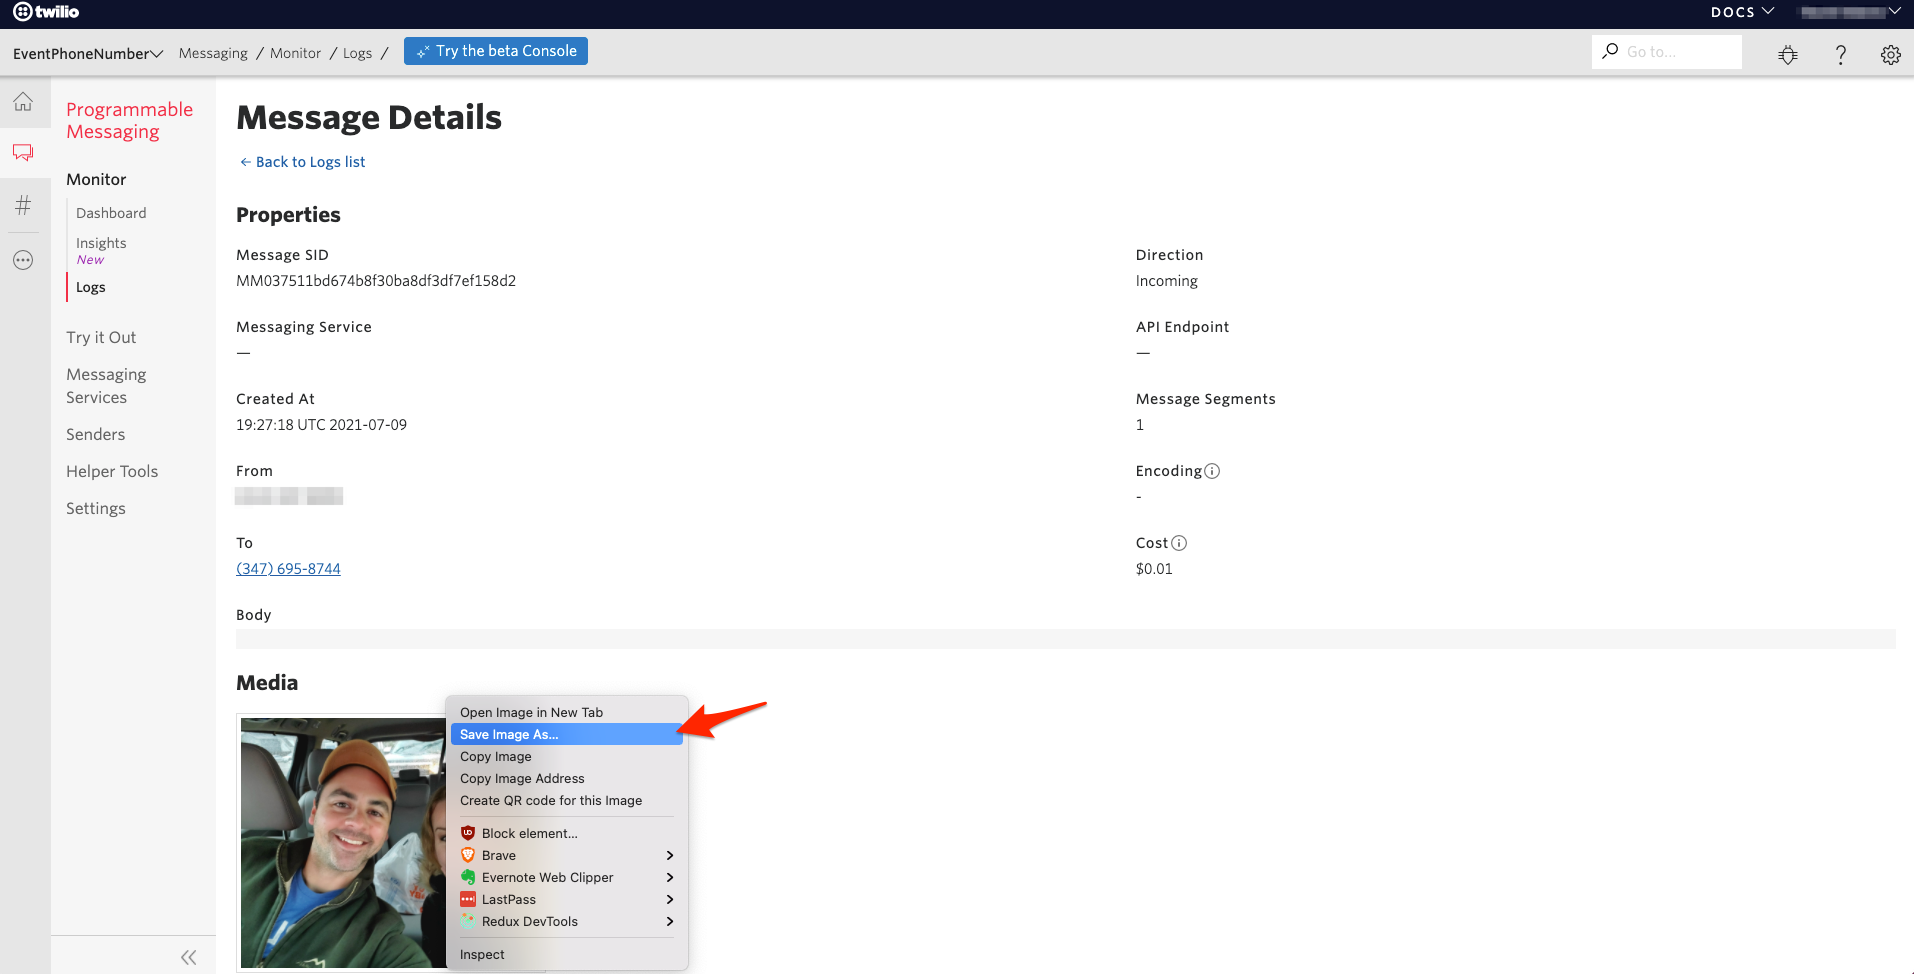 twilio
DOCS
EventPhoneNumber
Messaging / Monitor / Logs /
Try the beta Console
Go to...
Programmable
Messaging
Monitor
Dashboard
Insights
New
Logs
Try it Out
Messaging
Services
Senders
Helper Tools
Settings
Message Details
← Back to Logs list
Properties
Message SID
MM037511bd674b8f30ba8df3df7ef158d2
Direction
Incoming
Messaging Service
—
API Endpoint
—
Created At
19:27:18 UTC 2021-07-09
Message Segments
1
From
Encoding
-
To
(347) 695-8744
Cost
$0.01
Body
Media
Open Image in New Tab
Save Image As...
Copy Image
Copy Image Address
Create QR code for this Image
Block element...
Brave
Evernote Web Clipper
LastPass
Redux DevTools
Inspect